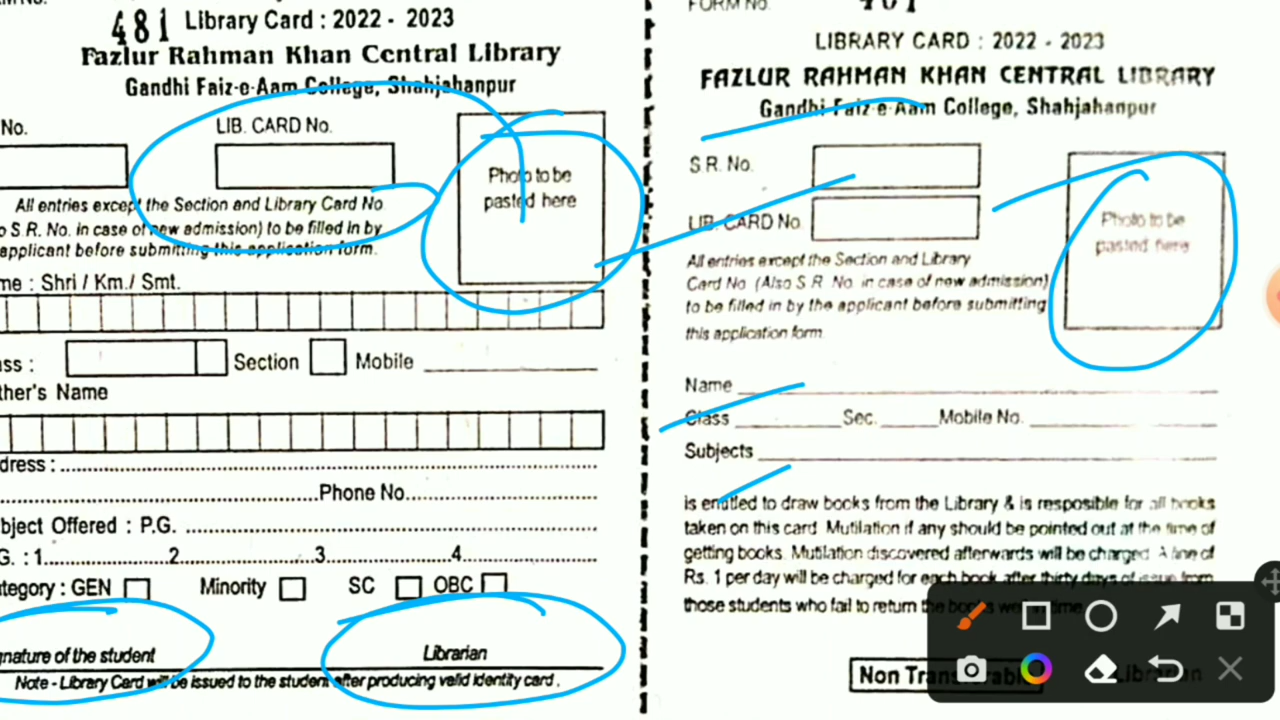 481 Library Card : 2022 - 2023
Fazlur Rahman Khan Central Library
Gandhi Faiz-e-Aam College, Shahjahanpur
No.
LIB. CARD No.
Photo to be
pasted here
All entries except the Section and Library Card No
o S.R. No. in case of new admission) to be filled in by
applicant before submitting this application form.
me : Shri / Km./ Smt.
ss :
Section
Mobile
ther's Name
dress :
Phone No.
bject Offered : P.G.
G. : 1. 2. 3. 4.
ategory : GEN Minority SC OBC
gnature of the student
Librarian
Note - Library Card will be issued to the student after producing valid identity card.
FORM No.
LIBRARY CARD : 2022 - 2023
FAZLUR RAHMAN KHAN CENTRAL LIBRARY
Gandhi Faiz-e-Aam College, Shahjahanpur
S.R. No.
LIB. CARD No.
Photo to be
pasted here
All entries except the Section and Library
Card No. (Also S.R. No. in case of new admission)
to be filled in by the applicant before submitting
this application form.
Name
Class Sec. Mobile No.
Subjects
is entitled to draw books from the Library & is resposible for all books
taken on this card. Mutilation if any should be pointed out at the time of
getting books. Mutilation discovered afterwards will be charged. A fine of
Rs. 1 per day will be charged for each book after thirty days of issue from
those students who fail to return the books well in time.
Non Transferable
Librarian